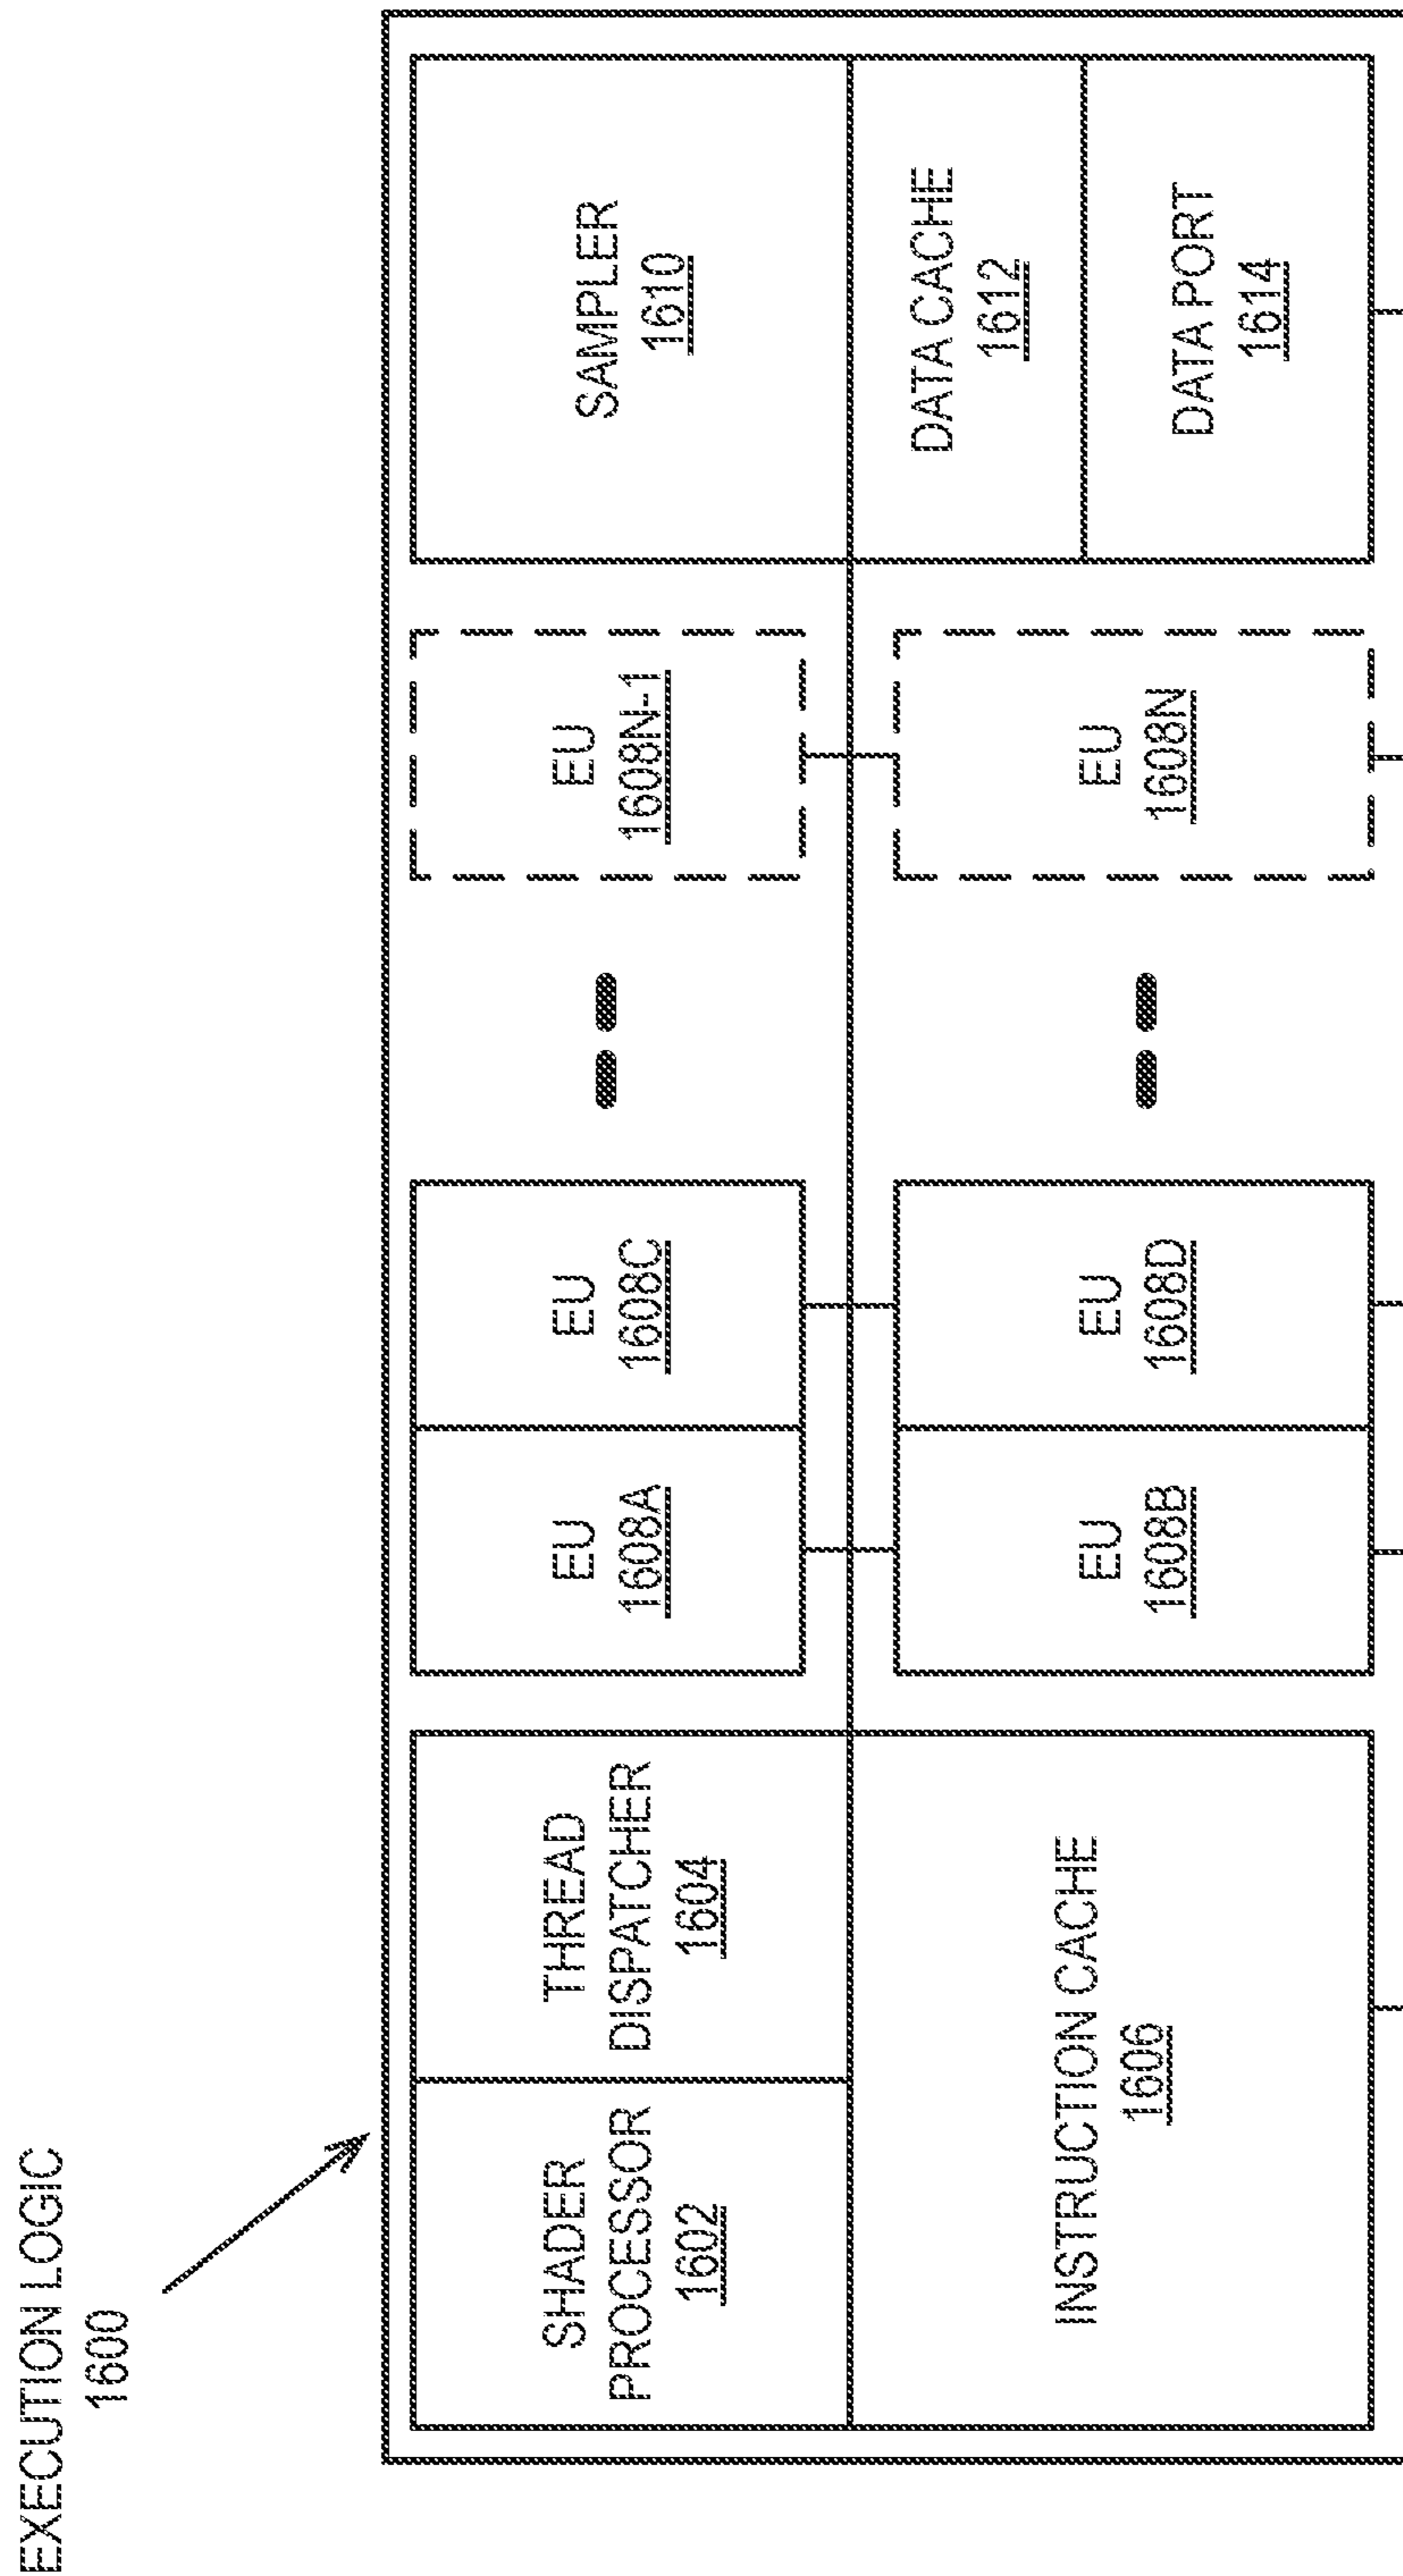 EXECUTION LOGIC
1600
SHADER
PROCESSOR
1602
THREAD
DISPATCHER
1604
INSTRUCTION CACHE
1606
EU
1608A
EU
1608C
EU
1608B
EU
1608D
EU
1608N-1
EU
1608N
SAMPLER
1610
DATA CACHE
1612
DATA PORT
1614